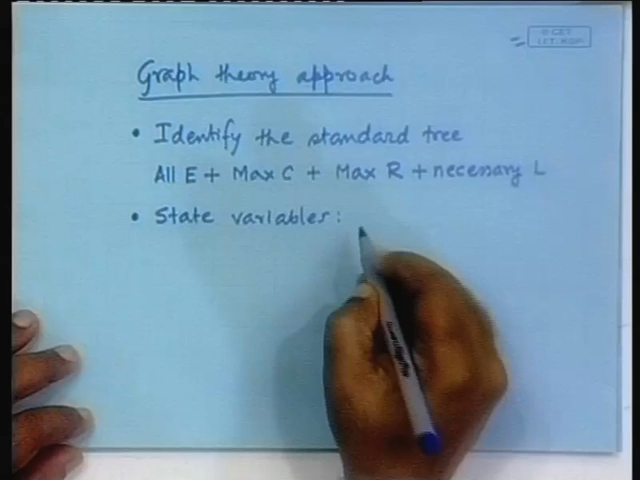 Graph theory approach
• Identify the standard tree
All E + Max C + Max R + necessary L
• State variables: